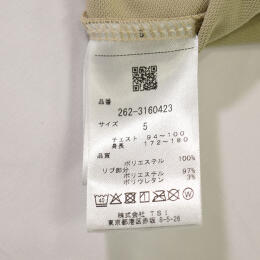 5
品番
262-3160423
サイズ
5
チェスト 94～100
身長 172～180
品質
ポリエステル 100%
リブ部分
ポリエステル 97%
ポリウレタン 3%
40
株式会社 TSI
東京都港区赤坂 8-5-26